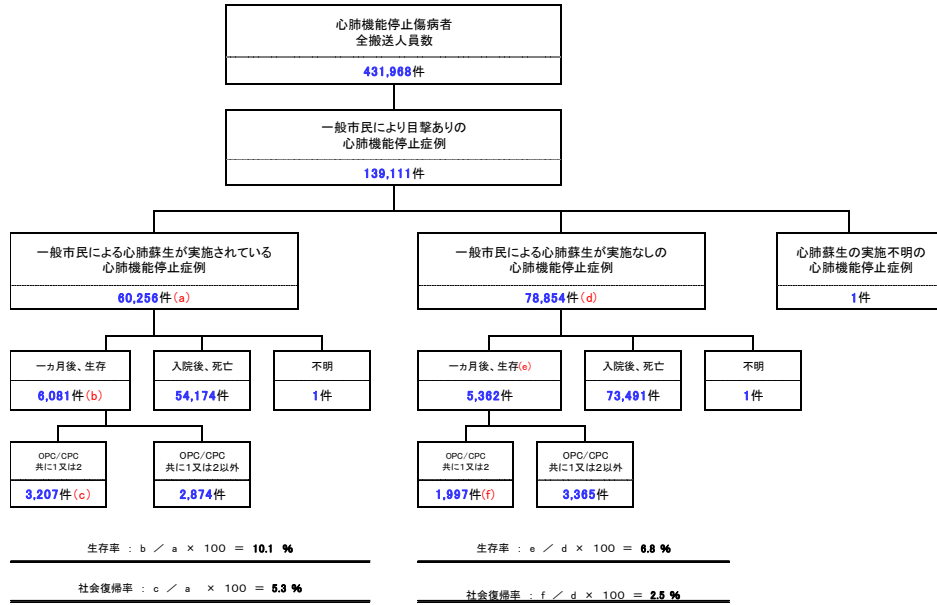 心肺機能停止傷病者
全搬送人員数
431,968件
一般市民により目撃ありの
心肺機能停止症例
139,111件
一般市民による心肺蘇生が実施されている
心肺機能停止症例
60,256件(a)
一般市民による心肺蘇生が実施なしの
心肺機能停止症例
78,854件(d)
心肺蘇生の実施不明の
心肺機能停止症例
1件
一ヵ月後、生存
6,081件(b)
入院後、死亡
54,174件
不明
1件
一ヵ月後、生存(e)
5,362件
入院後、死亡
73,491件
不明
1件
OPC/CPC
共に1又は2
3,207件(c)
OPC/CPC
共に1又は2以外
2,874件
OPC/CPC
共に1又は2
1,997件(f)
OPC/CPC
共に1又は2以外
3,365件
生存率 : b / a × 100 = 10.1 %
生存率 : e / d × 100 = 6.8 %
社会復帰率 : c / a × 100 = 5.3 %
社会復帰率 : f / d × 100 = 2.5 %